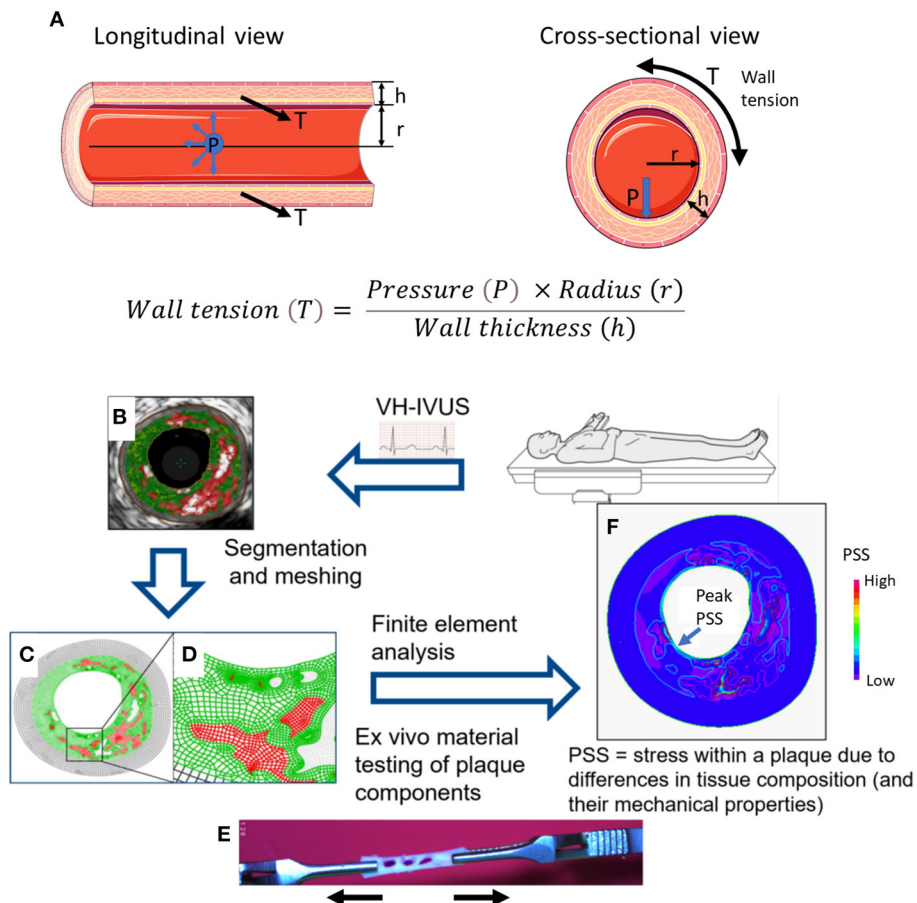 A
Longitudinal view
Cross-sectional view
h
r
T
P
T
T
Wall
tension
r
P
h
Wall tension (T) = Pressure (P) × Radius (r)
Wall thickness (h)
B
VH-IVUS
Segmentation
and meshing
F
PSS
High
Low
Peak
PSS
C
D
Finite element
analysis
Ex vivo material
testing of plaque
components
PSS = stress within a plaque due to
differences in tissue composition (and
their mechanical properties)
E